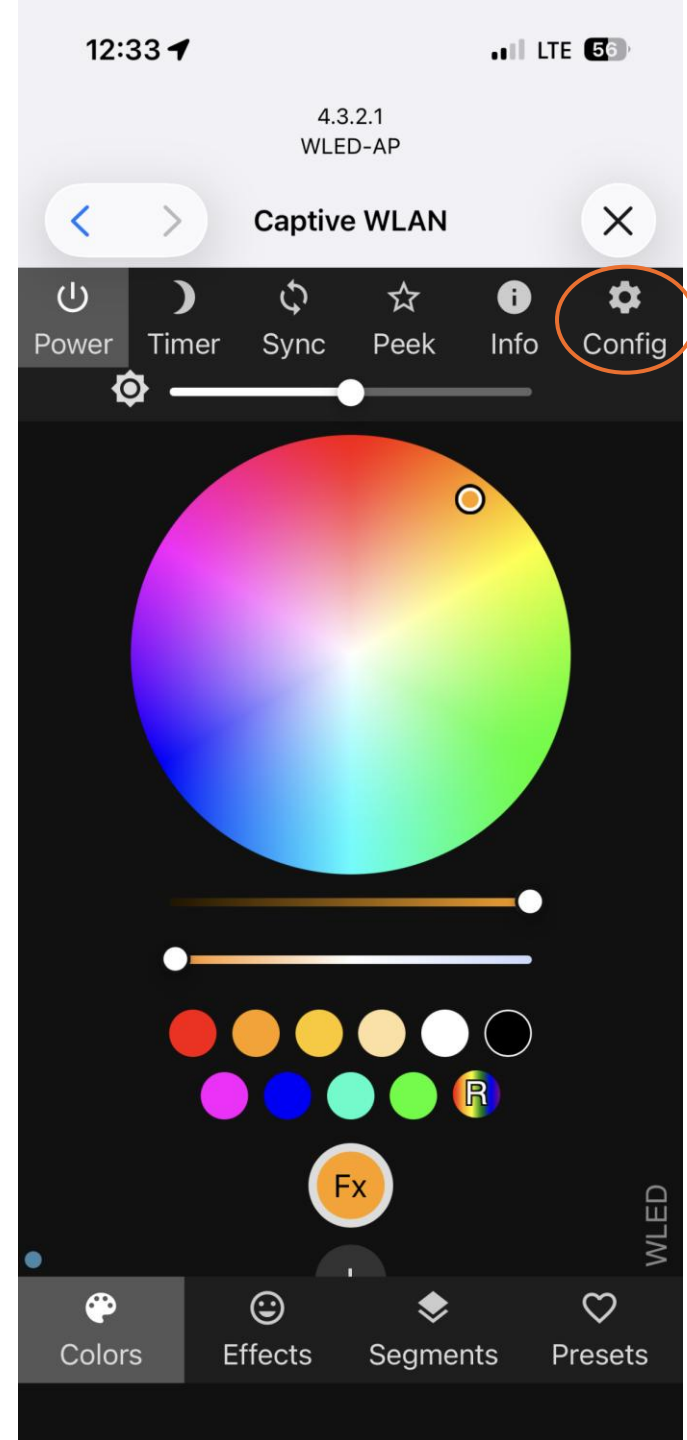 12:33
LTE 56
4.3.2.1
WLED-AP
Captive WLAN
Power Timer Sync Peek Info Config
R
Fx
WLED
Colors Effects Segments Presets